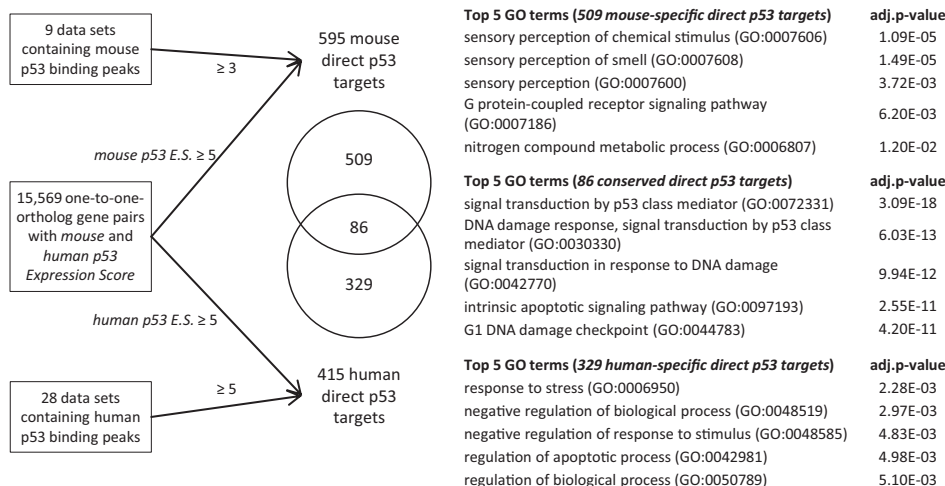 9 data sets
containing mouse
p53 binding peaks
≥ 3
595 mouse
direct p53
targets
mouse p53 E.S. ≥ 5
15,569 one-to-one-
ortholog gene pairs
with mouse and
human p53
Expression Score
human p53 E.S. ≥ 5
509
86
329
≥ 5
28 data sets
containing human
p53 binding peaks
415 human
direct p53
targets
Top 5 GO terms (509 mouse-specific direct p53 targets) adj.p-value
sensory perception of chemical stimulus (GO:0007606) 1.09E-05
sensory perception of smell (GO:0007608) 1.49E-05
sensory perception (GO:0007600) 3.72E-03
G protein-coupled receptor signaling pathway
(GO:0007186) 6.20E-03
nitrogen compound metabolic process (GO:0006807) 1.20E-02
Top 5 GO terms (86 conserved direct p53 targets) adj.p-value
signal transduction by p53 class mediator (GO:0072331) 3.09E-18
DNA damage response, signal transduction by p53 class
mediator (GO:0030330) 6.03E-13
signal transduction in response to DNA damage
(GO:0042770) 9.94E-12
intrinsic apoptotic signaling pathway (GO:0097193) 2.55E-11
G1 DNA damage checkpoint (GO:0044783) 4.20E-11
Top 5 GO terms (329 human-specific direct p53 targets) adj.p-value
response to stress (GO:0006950) 2.28E-03
negative regulation of biological process (GO:0048519) 2.97E-03
negative regulation of response to stimulus (GO:0048585) 4.83E-03
regulation of apoptotic process (GO:0042981) 4.98E-03
regulation of biological process (GO:0050789) 5.10E-03